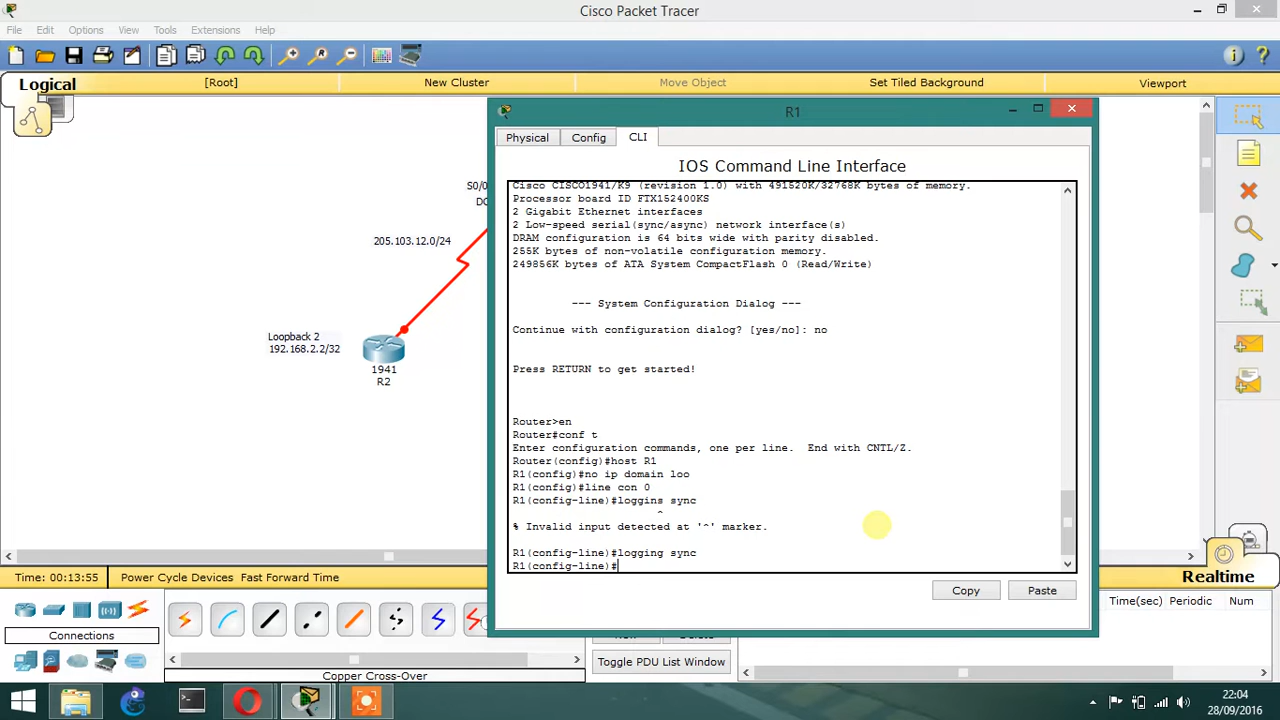 Cisco Packet Tracer
File Edit Options View Tools Extensions Help
Logical [Root] New Cluster Move Object Set Tiled Background Viewport
S0/0
DC
205.103.12.0/24
Loopback 2
192.168.2.2/32
1941
R2
R1
Physical Config CLI
IOS Command Line Interface
Cisco CISCO1941/K9 (revision 1.0) with 491520K/32768K bytes of memory.
Processor board ID FTX152400KS
2 Gigabit Ethernet interfaces
2 Low-speed serial(sync/async) network interface(s)
DRAM configuration is 64 bits wide with parity disabled.
255K bytes of non-volatile configuration memory.
249856K bytes of ATA System CompactFlash 0 (Read/Write)
--- System Configuration Dialog ---
Continue with configuration dialog? [yes/no]: no
Press RETURN to get started!
Router>en
Router#conf t
Enter configuration commands, one per line.  End with CNTL/Z.
Router(config)#host R1
R1(config)#no ip domain loo
R1(config)#line con 0
R1(config-line)#loggins sync
^
% Invalid input detected at '^' marker.
R1(config-line)#logging sync
R1(config-line)#
Copy Paste
Time: 00:13:55 Power Cycle Devices Fast Forward Time
Realtime
Time(sec) Periodic Num
Connections
Toggle PDU List Window
Copper Cross-Over
22:04
28/09/2016